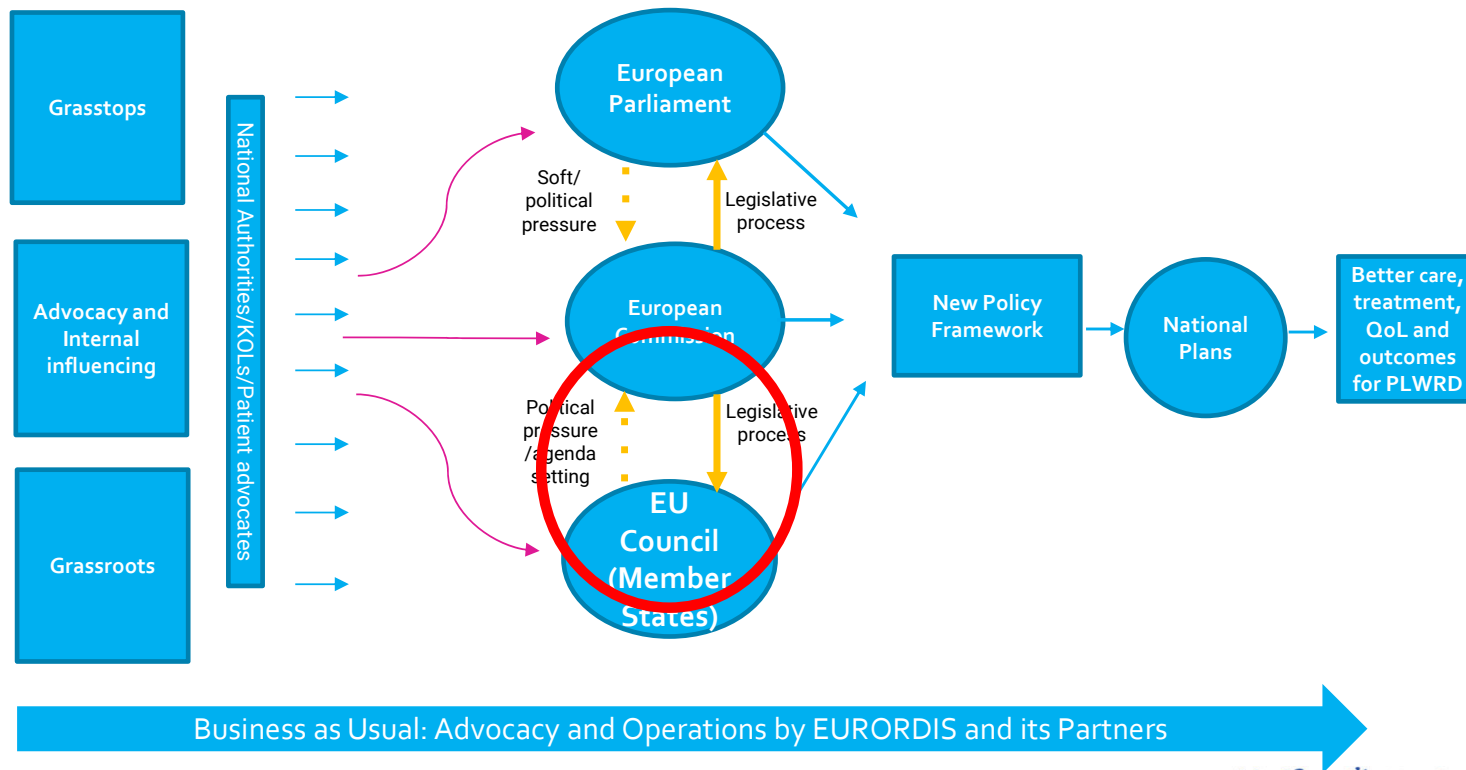 Grasstops
Advocacy and
Internal
influencing
Grassroots
National Authorities/KOLs/Patient advocates
European
Parliament
Soft/
political
pressure
Legislative
process
European
Commission
Political
pressure
/agenda
setting
Legislative
process
EU
Council
(Member
States)
New Policy
Framework
National
Plans
Better care,
treatment,
QoL and
outcomes
for PLWRD
Business as Usual: Advocacy and Operations by EURORDIS and its Partners